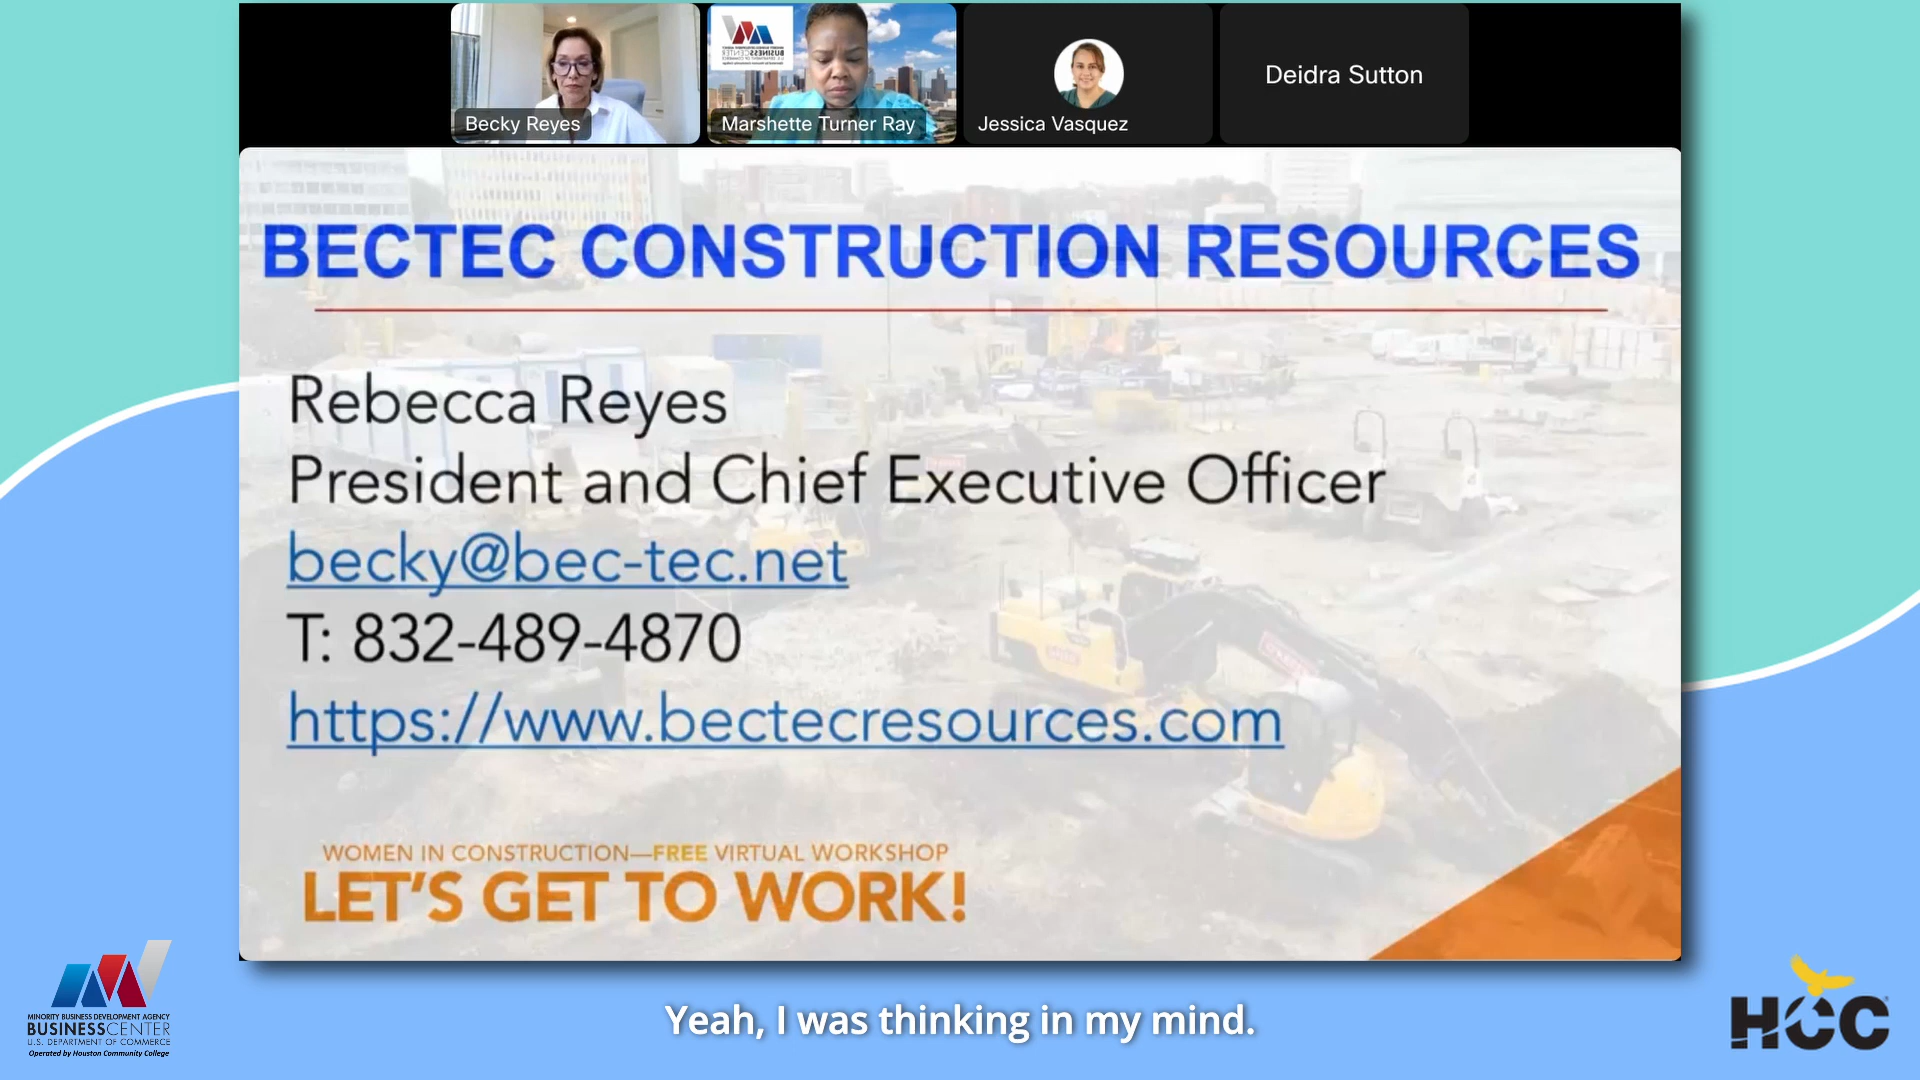 Becky Reyes
Marshette Turner Ray
Jessica Vasquez
Deidra Sutton
BECTEC CONSTRUCTION RESOURCES
Rebecca Reyes
President and Chief Executive Officer
becky@bec-tec.net
T: 832-489-4870
https://www.bectecresources.com
WOMEN IN CONSTRUCTION—FREE VIRTUAL WORKSHOP
LET'S GET TO WORK!
MINORITY BUSINESS DEVELOPMENT AGENCY
BUSINESSCENTER
U.S. DEPARTMENT OF COMMERCE
Operated by Houston Community College
Yeah, I was thinking in my mind.
HCC